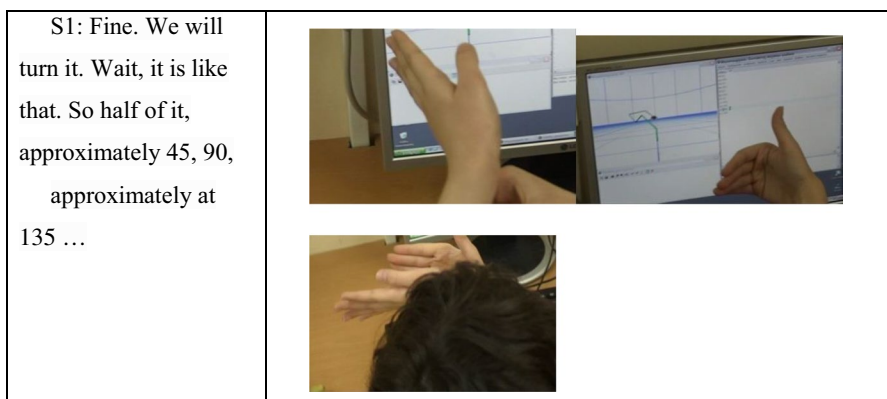 S1: Fine. We will
turn it. Wait, it is like
that. So half of it,
approximately 45, 90,
approximately at
135 …